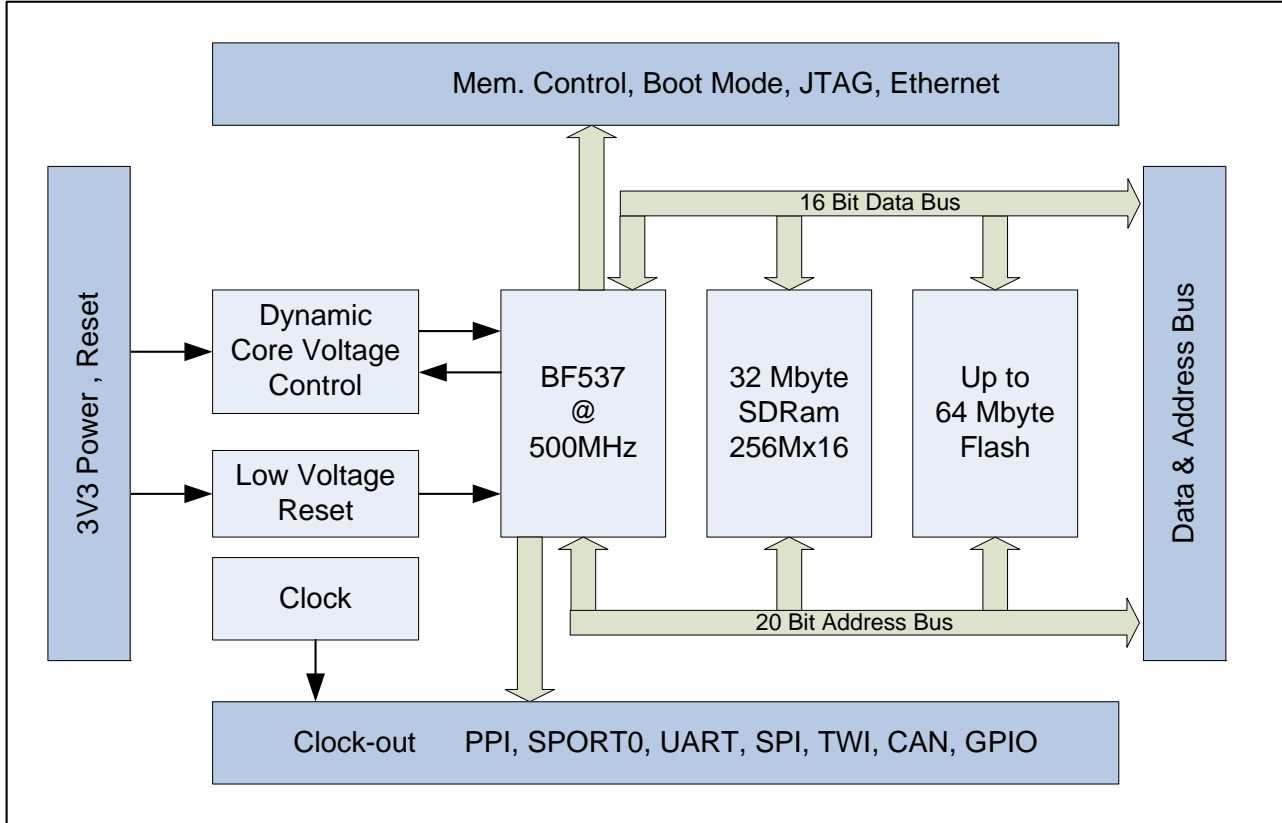 Mem. Control, Boot Mode, JTAG, Ethernet
16 Bit Data Bus
3V3 Power , Reset
Dynamic
Core Voltage
Control
BF537
@
500MHz
32 Mbyte
SDRam
256Mx16
Up to
64 Mbyte
Flash
Data & Address Bus
Low Voltage
Reset
Clock
20 Bit Address Bus
Clock-out PPI, SPORT0, UART, SPI, TWI, CAN, GPIO